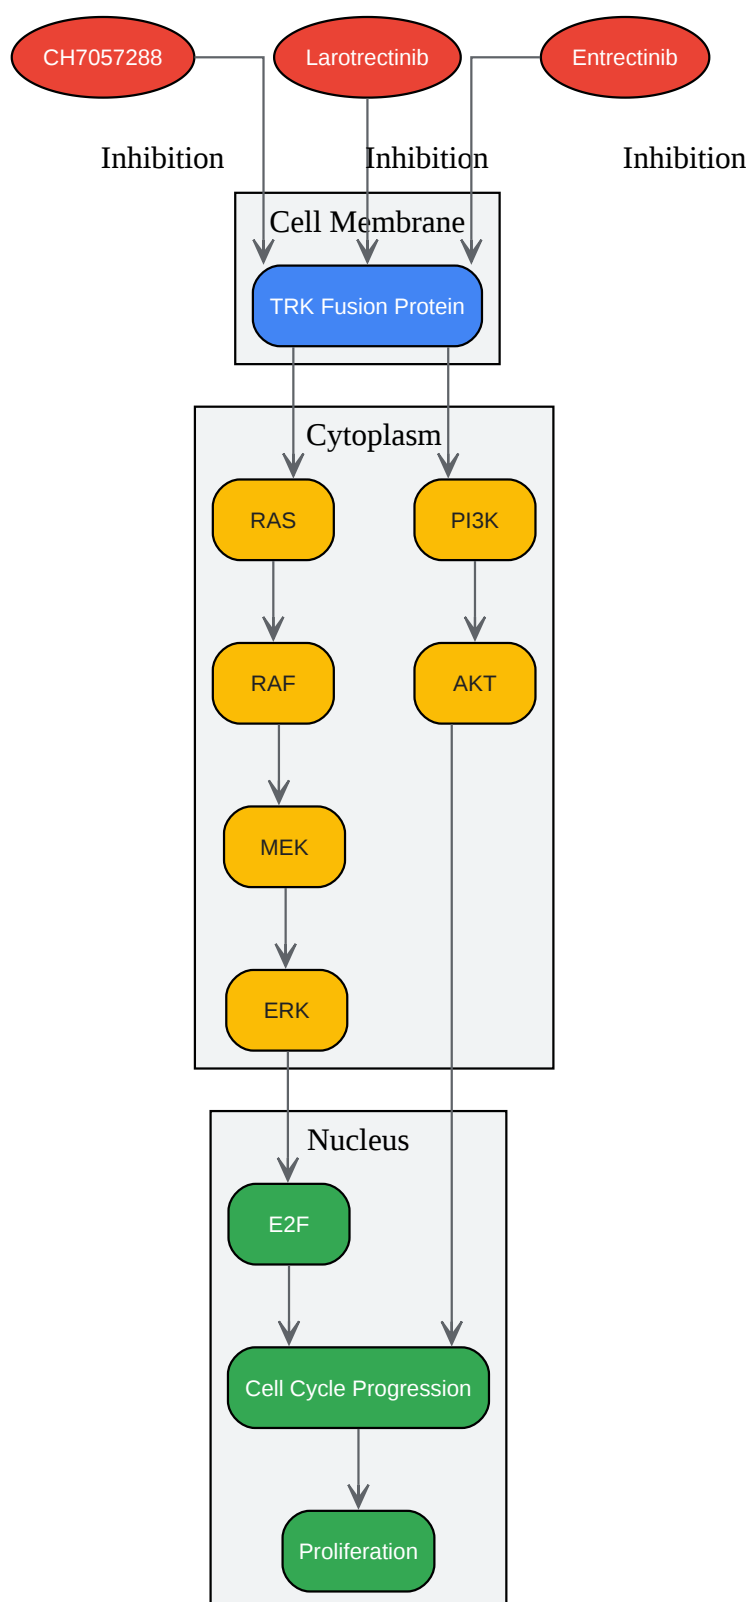 CH7057288
Larotrectinib
Entrectinib
Inhibition
Inhibition
Inhibition
Cell Membrane
TRK Fusion Protein
Cytoplasm
RAS
PI3K
RAF
AKT
MEK
ERK
Nucleus
E2F
Cell Cycle Progression
Proliferation